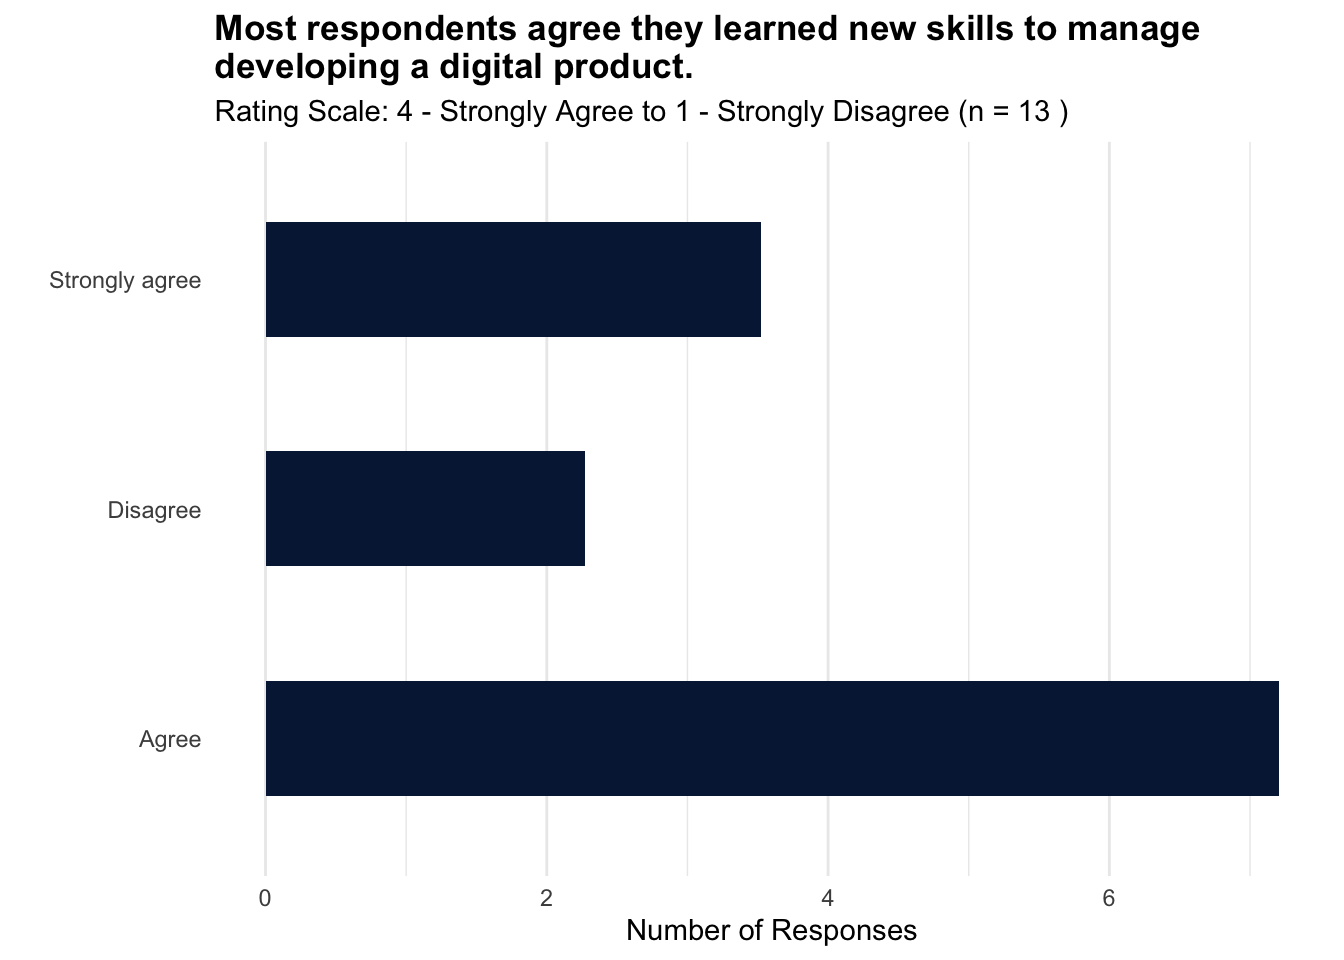 Most respondents agree they learned new skills to manage
developing a digital product.
Rating Scale: 4 - Strongly Agree to 1 - Strongly Disagree (n = 13 )
Strongly agree
Disagree
Agree
0 2 4 6
Number of Responses